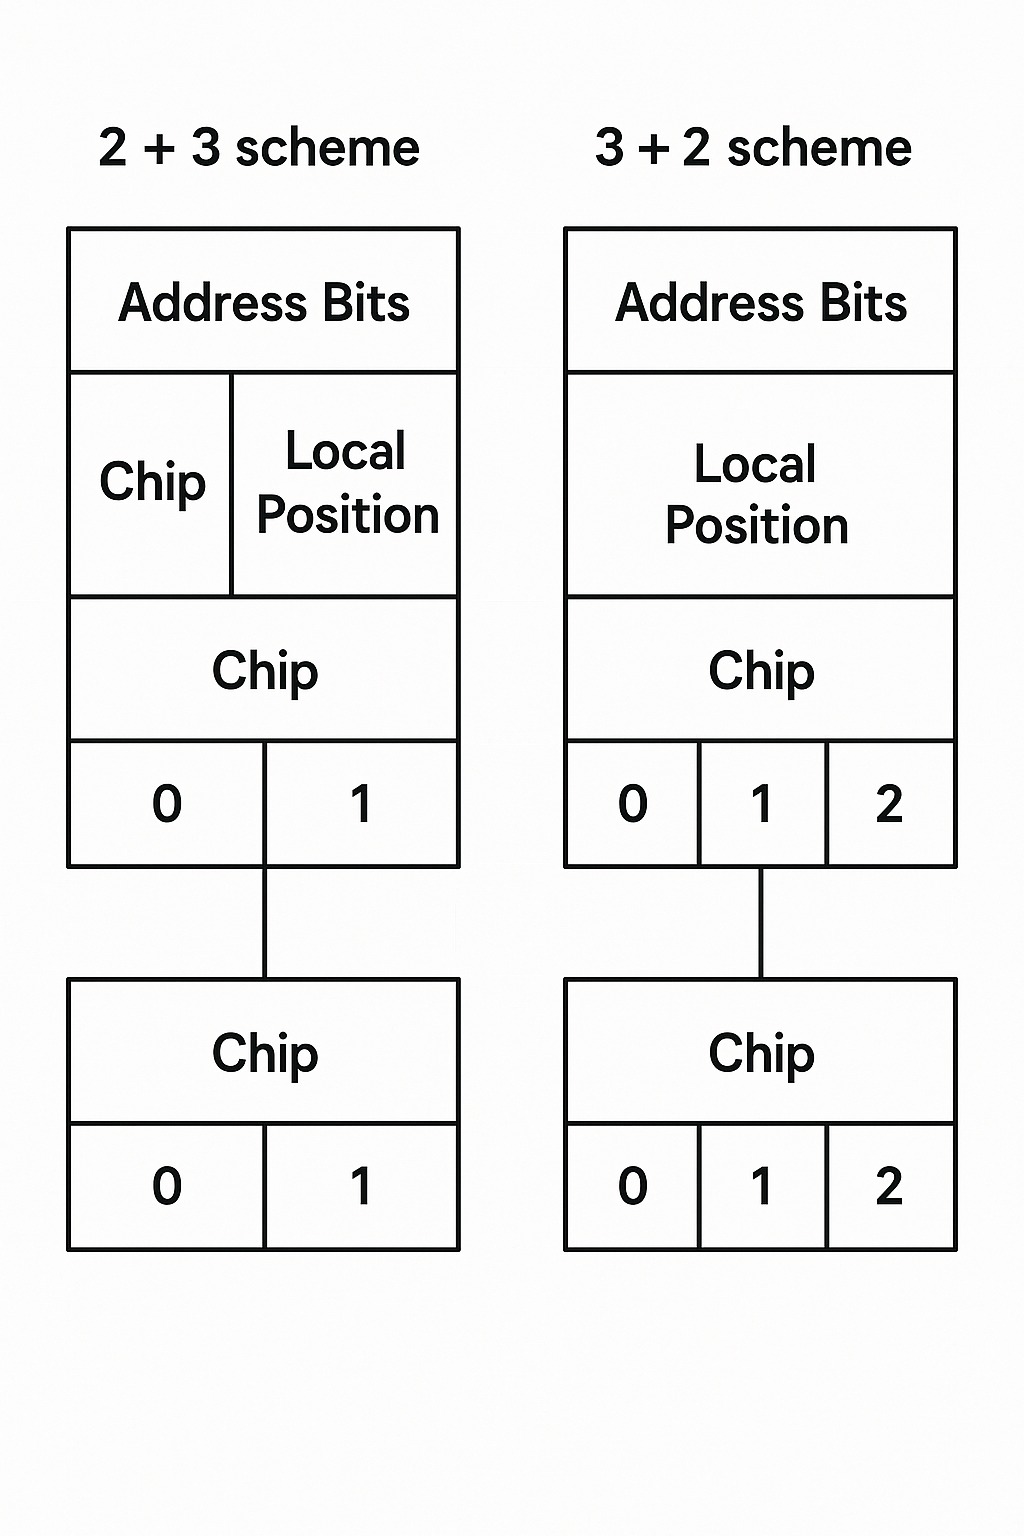 2 + 3 scheme
Address Bits
Chip
Local
Position
Chip
0 1
Chip
0 1
3 + 2 scheme
Address Bits
Local
Position
Chip
0 1 2
Chip
0 1 2